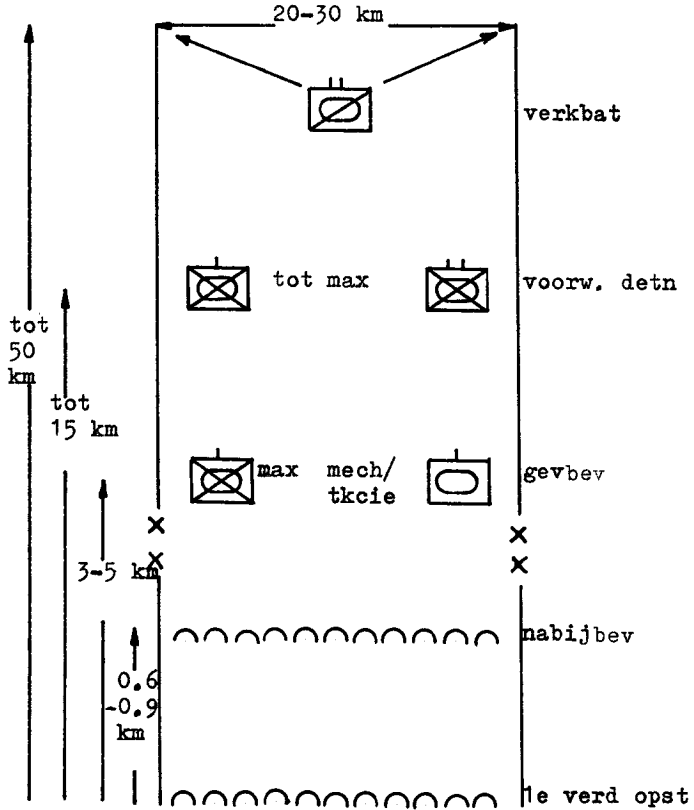 20-30 km
verkbat
tot max
voorw. detn
tot
50
km
tot
15 km
max mech/
tkcie
gevbev
3-5 km
nabijbev
0.6
-0.9
km
1e verd opst